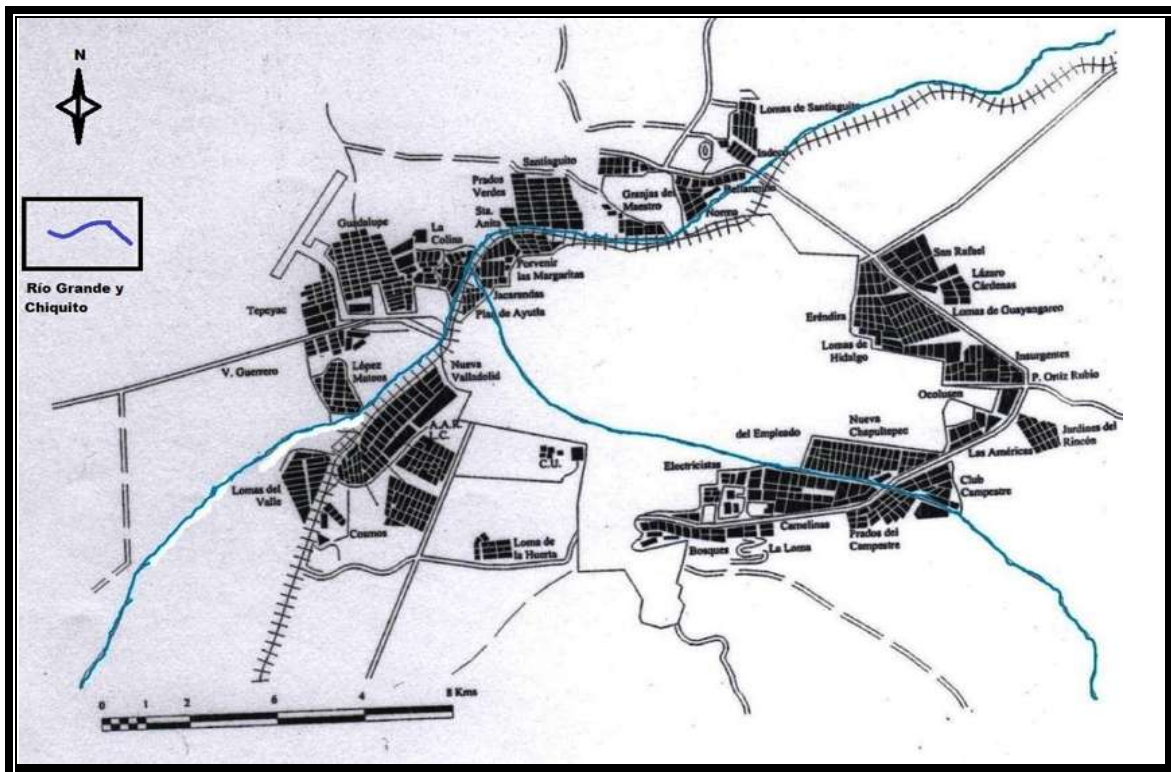 N
Río Grande y
Chiquito
Lomas de Santiaguito
Indeco
Santiaguito
Prados
Verdes
Granjas del
Maestro
Bellavista
Norma
Sta.
Anita
Guadalupe
La
Colina
Porvenir
las Margaritas
Jacarandas
Plan de Ayutla
Tepeyac
San Rafael
Lázaro
Cárdenas
Lomas de Guayangareo
Eréndira
Lomas de
Hidalgo
Insurgentes
P. Ortiz Rubio
V. Guerrero
López
Mateos
Nueva
Valladolid
Ocolusen
A.A.R.
L.C.
Nueva
Chapultepec
del Empleado
Jardines del
Rincón
Las Américas
C.U.
Electricistas
Club
Campestre
Lomas del
Valle
Cosmos
Camelinas
Prados del
Campestre
Loma de
la Huerta
Bosques
La Loma
0 1 2 6 4 8 Kms